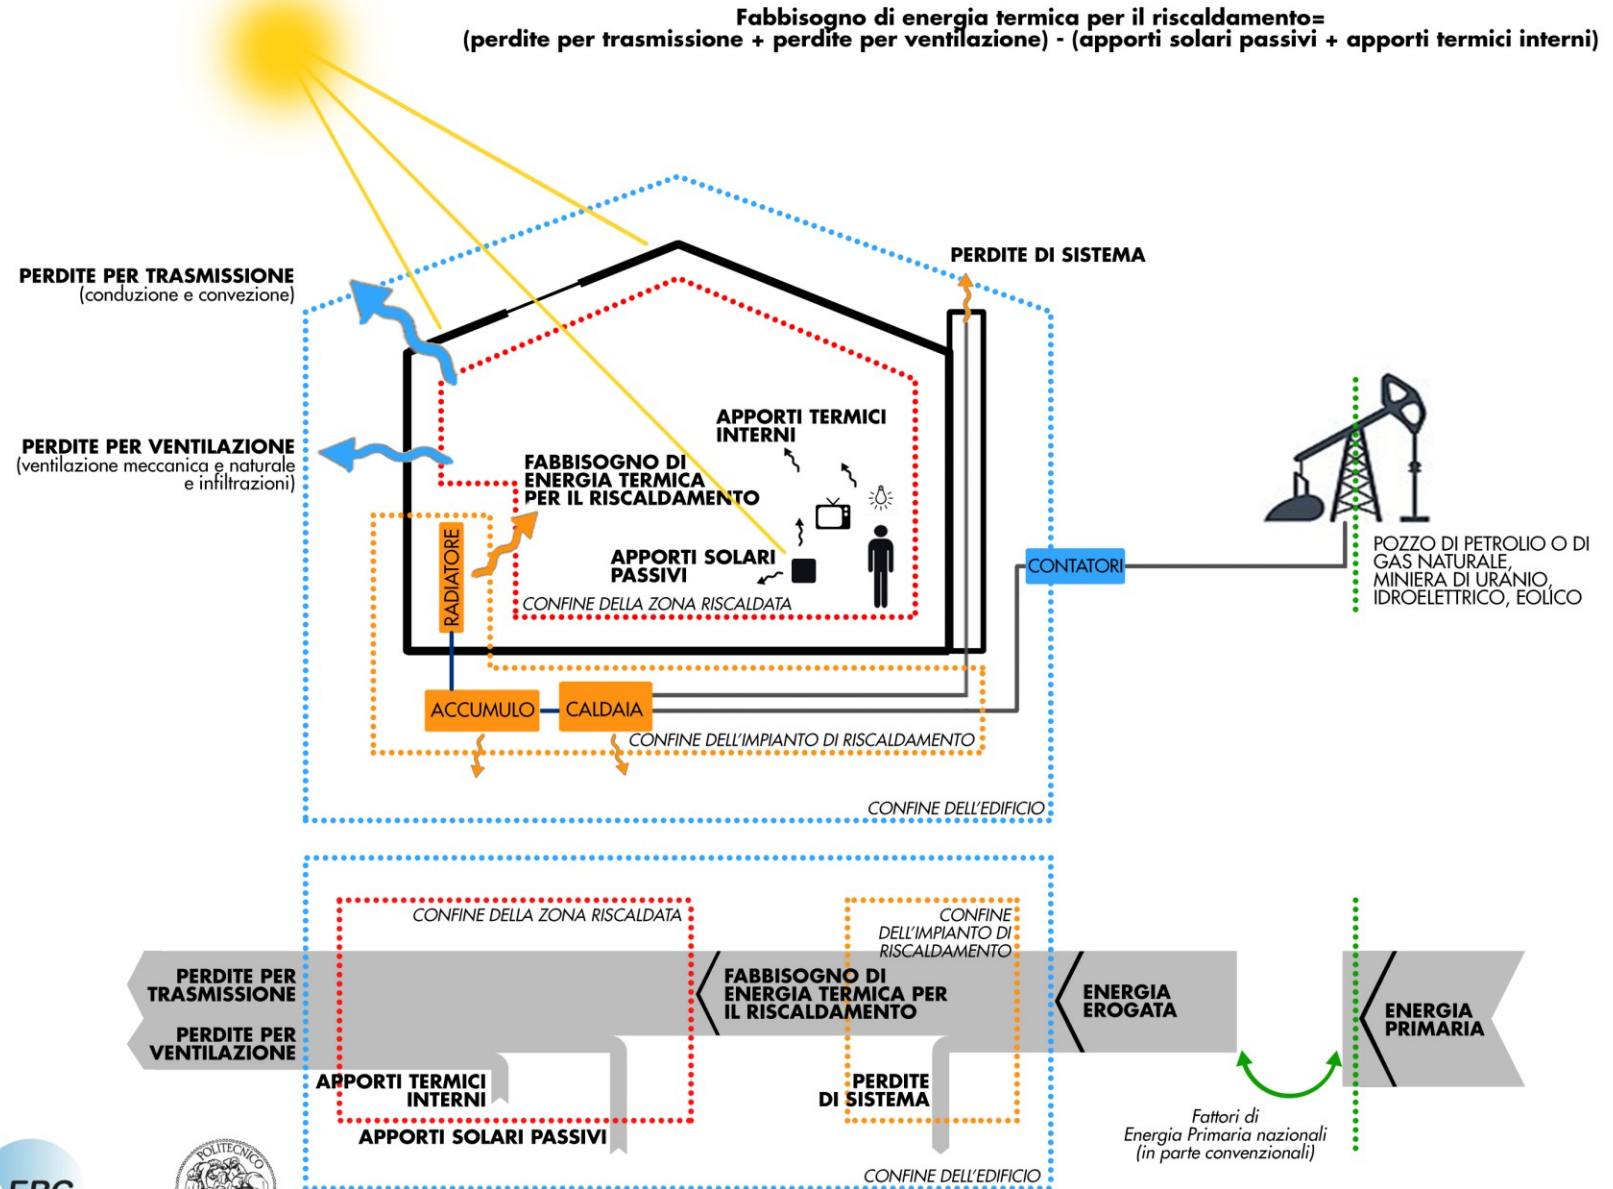 Fabbisogno di energia termica per il riscaldamento=
(perdite per trasmissione + perdite per ventilazione) - (apporti solari passivi + apporti termici interni)
PERDITE DI SISTEMA
PERDITE PER TRASMISSIONE
(conduzione e convezione)
PERDITE PER VENTILAZIONE
(ventilazione meccanica e naturale
e infiltrazioni)
APPORTI TERMICI
INTERNI
FABBISOGNO DI
ENERGIA TERMICA
PER IL RISCALDAMENTO
RADIATORE
APPORTI SOLARI
PASSIVI
CONFINE DELLA ZONA RISCALDATA
CONTATORI
POZZO DI PETROLIO O DI
GAS NATURALE,
MINIERA DI URANIO,
IDROELETTRICO, EOLICO
ACCUMULO
CALDAIA
CONFINE DELL'IMPIANTO DI RISCALDAMENTO
CONFINE DELL'EDIFICIO
CONFINE DELLA ZONA RISCALDATA
CONFINE
DELL'IMPIANTO DI
RISCALDAMENTO
PERDITE PER
TRASMISSIONE
PERDITE PER
VENTILAZIONE
FABBISOGNO DI
ENERGIA TERMICA PER
IL RISCALDAMENTO
ENERGIA
EROGATA
ENERGIA
PRIMARIA
APPORTI TERMICI
INTERNI
APPORTI SOLARI PASSIVI
PERDITE
DI SISTEMA
Fattori di
Energia Primaria nazionali
(in parte convenzionali)
CONFINE DELL'EDIFICIO
POLITECNICO